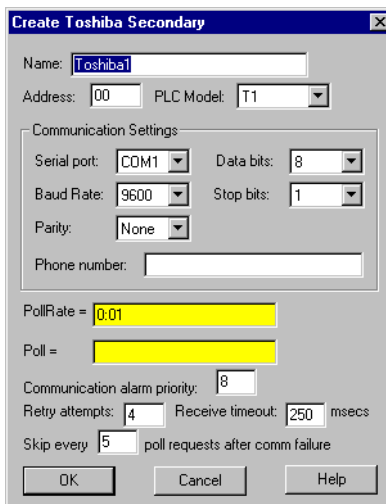 Create Toshiba Secondary
Name: Toshiba1
Address: 00 PLC Model: T1
Communication Settings
Serial port: COM1 Data bits: 8
Baud Rate: 9600 Stop bits: 1
Parity: None
Phone number:
PollRate = 0:01
Poll =
Communication alarm priority: 8
Retry attempts: 4 Receive timeout: 250 msecs
Skip every 5 poll requests after comm failure
OK Cancel Help